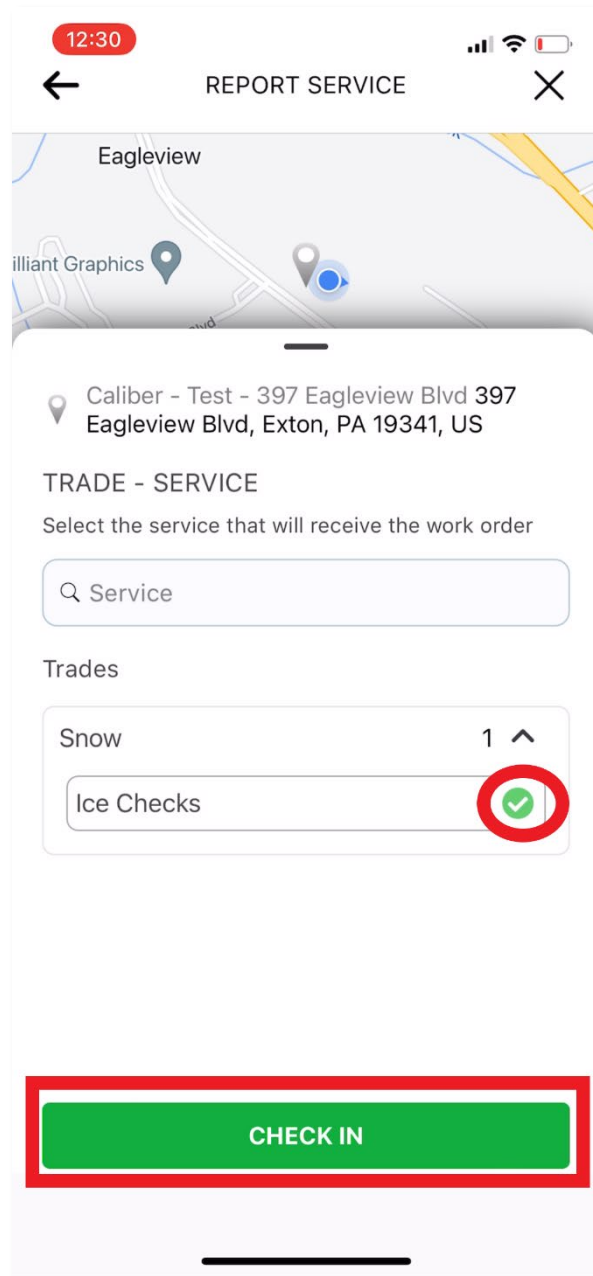 12:30
REPORT SERVICE
Eagleview
illiant Graphics
Caliber - Test - 397 Eagleview Blvd 397
Eagleview Blvd, Exton, PA 19341, US
TRADE - SERVICE
Select the service that will receive the work order
Service
Trades
Snow 1
Ice Checks
CHECK IN